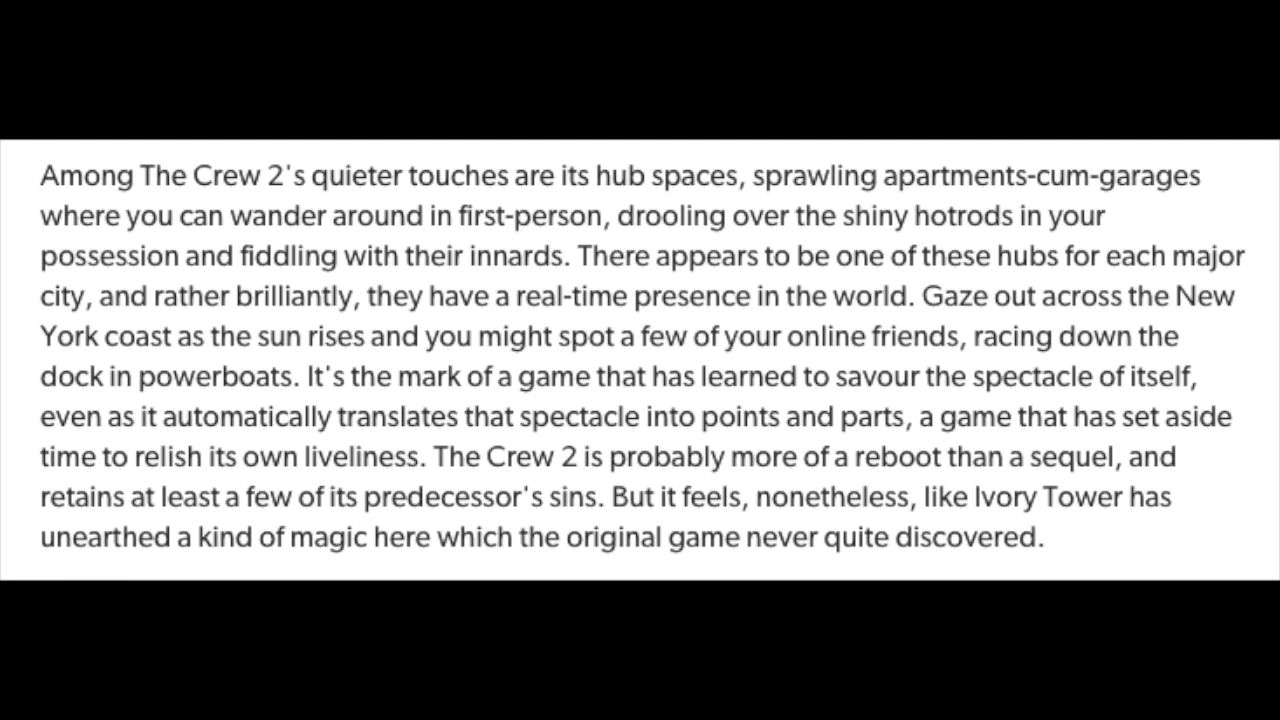 Among The Crew 2's quieter touches are its hub spaces, sprawling apartments-cum-garages
where you can wander around in first-person, drooling over the shiny hotrods in your
possession and fiddling with their innards. There appears to be one of these hubs for each major
city, and rather brilliantly, they have a real-time presence in the world. Gaze out across the New
York coast as the sun rises and you might spot a few of your online friends, racing down the
dock in powerboats. It's the mark of a game that has learned to savour the spectacle of itself,
even as it automatically translates that spectacle into points and parts, a game that has set aside
time to relish its own liveliness. The Crew 2 is probably more of a reboot than a sequel, and
retains at least a few of its predecessor's sins. But it feels, nonetheless, like Ivory Tower has
unearthed a kind of magic here which the original game never quite discovered.